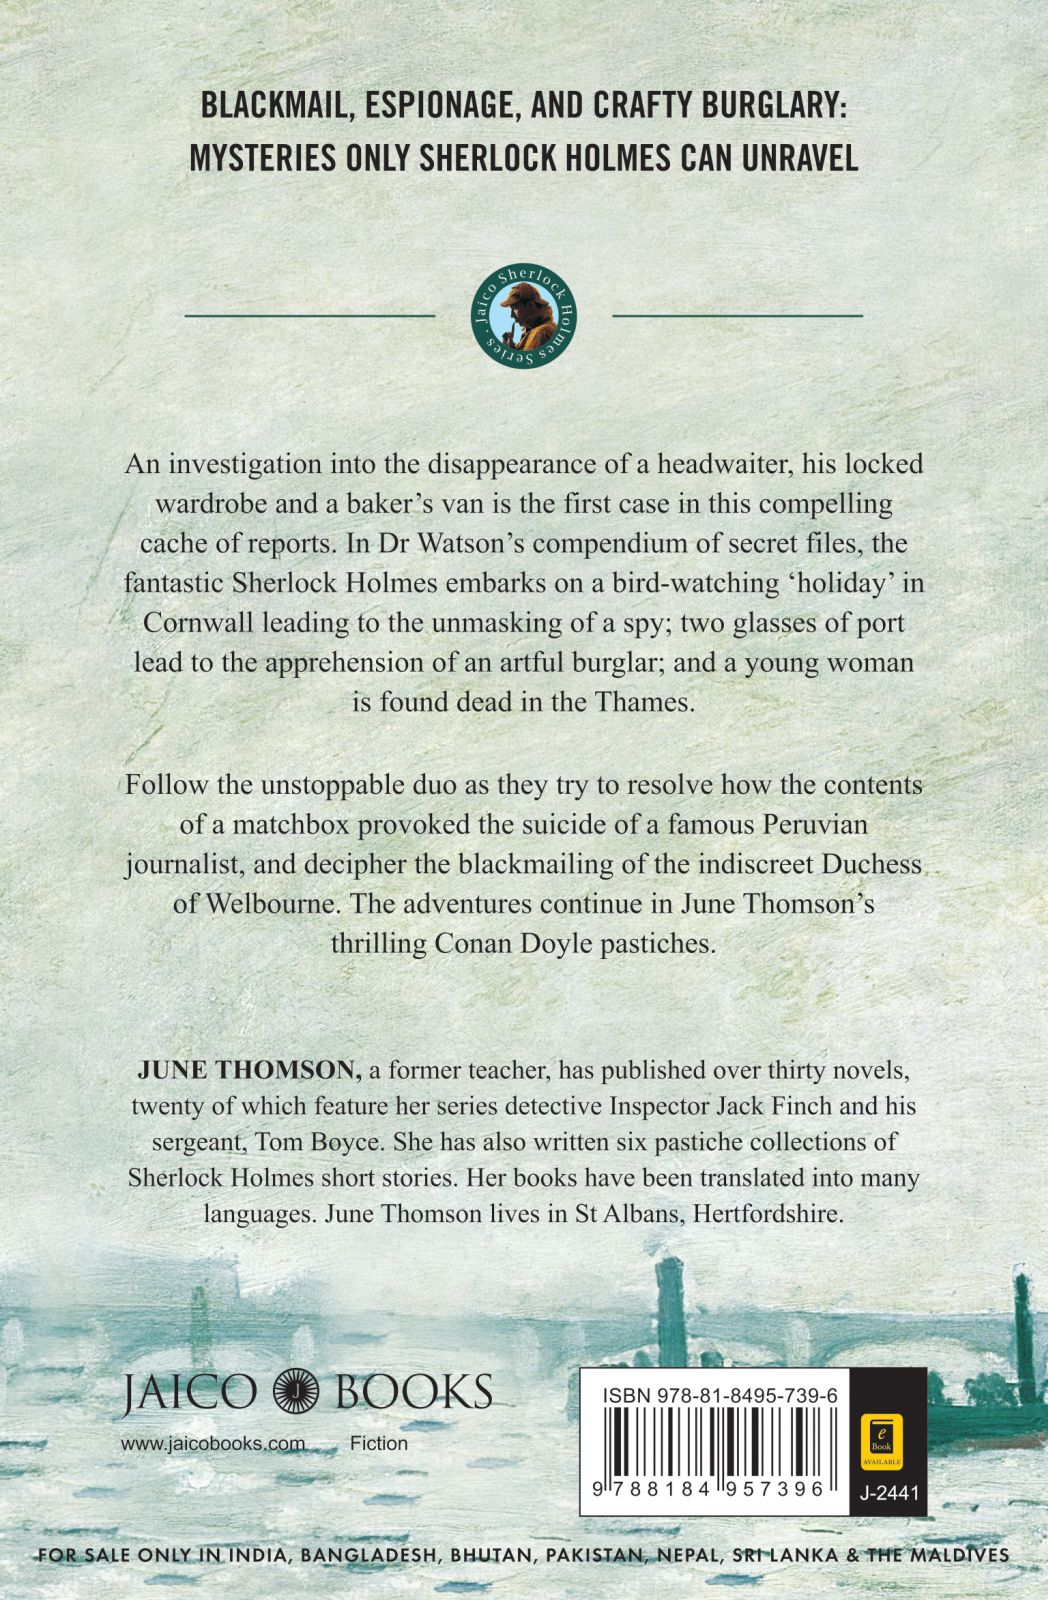 BLACKMAIL, ESPIONAGE, AND CRAFTY BURGLARY:
MYSTERIES ONLY SHERLOCK HOLMES CAN UNRAVEL
Jaico Sherlock Holmes Series .
An investigation into the disappearance of a headwaiter, his locked
wardrobe and a baker’s van is the first case in this compelling
cache of reports. In Dr Watson’s compendium of secret files, the
fantastic Sherlock Holmes embarks on a bird-watching ‘holiday’ in
Cornwall leading to the unmasking of a spy; two glasses of port
lead to the apprehension of an artful burglar; and a young woman
is found dead in the Thames.
Follow the unstoppable duo as they try to resolve how the contents
of a matchbox provoked the suicide of a famous Peruvian
journalist, and decipher the blackmailing of the indiscreet Duchess
of Welbourne. The adventures continue in June Thomson’s
thrilling Conan Doyle pastiches.
JUNE THOMSON, a former teacher, has published over thirty novels,
twenty of which feature her series detective Inspector Jack Finch and his
sergeant, Tom Boyce. She has also written six pastiche collections of
Sherlock Holmes short stories. Her books have been translated into many
languages. June Thomson lives in St Albans, Hertfordshire.
JAICO J BOOKS
www.jaicobooks.com Fiction
ISBN 978-81-8495-739-6
9 788184 957396
e
Book
AVAILABLE
J-2441
FOR SALE ONLY IN INDIA, BANGLADESH, BHUTAN, PAKISTAN, NEPAL, SRI LANKA & THE MALDIVES